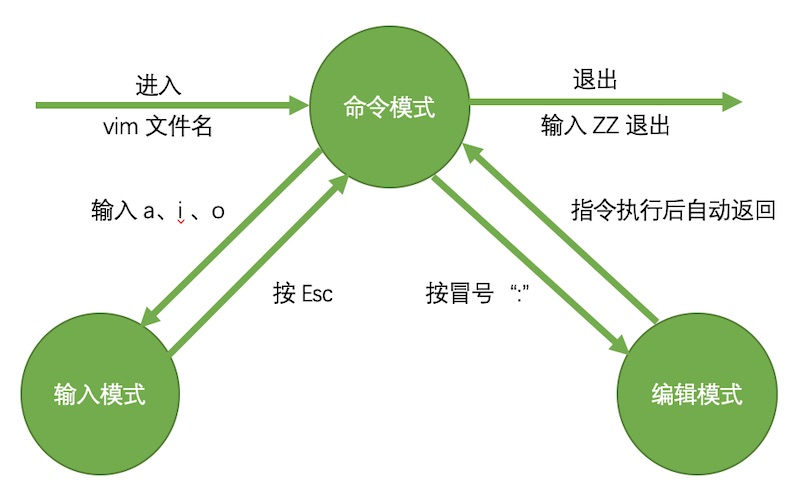 进入
vim 文件名
命令模式
退出
输入 ZZ 退出
输入 a、i 、o
指令执行后自动返回
按 Esc
按冒号 “:”
输入模式
编辑模式